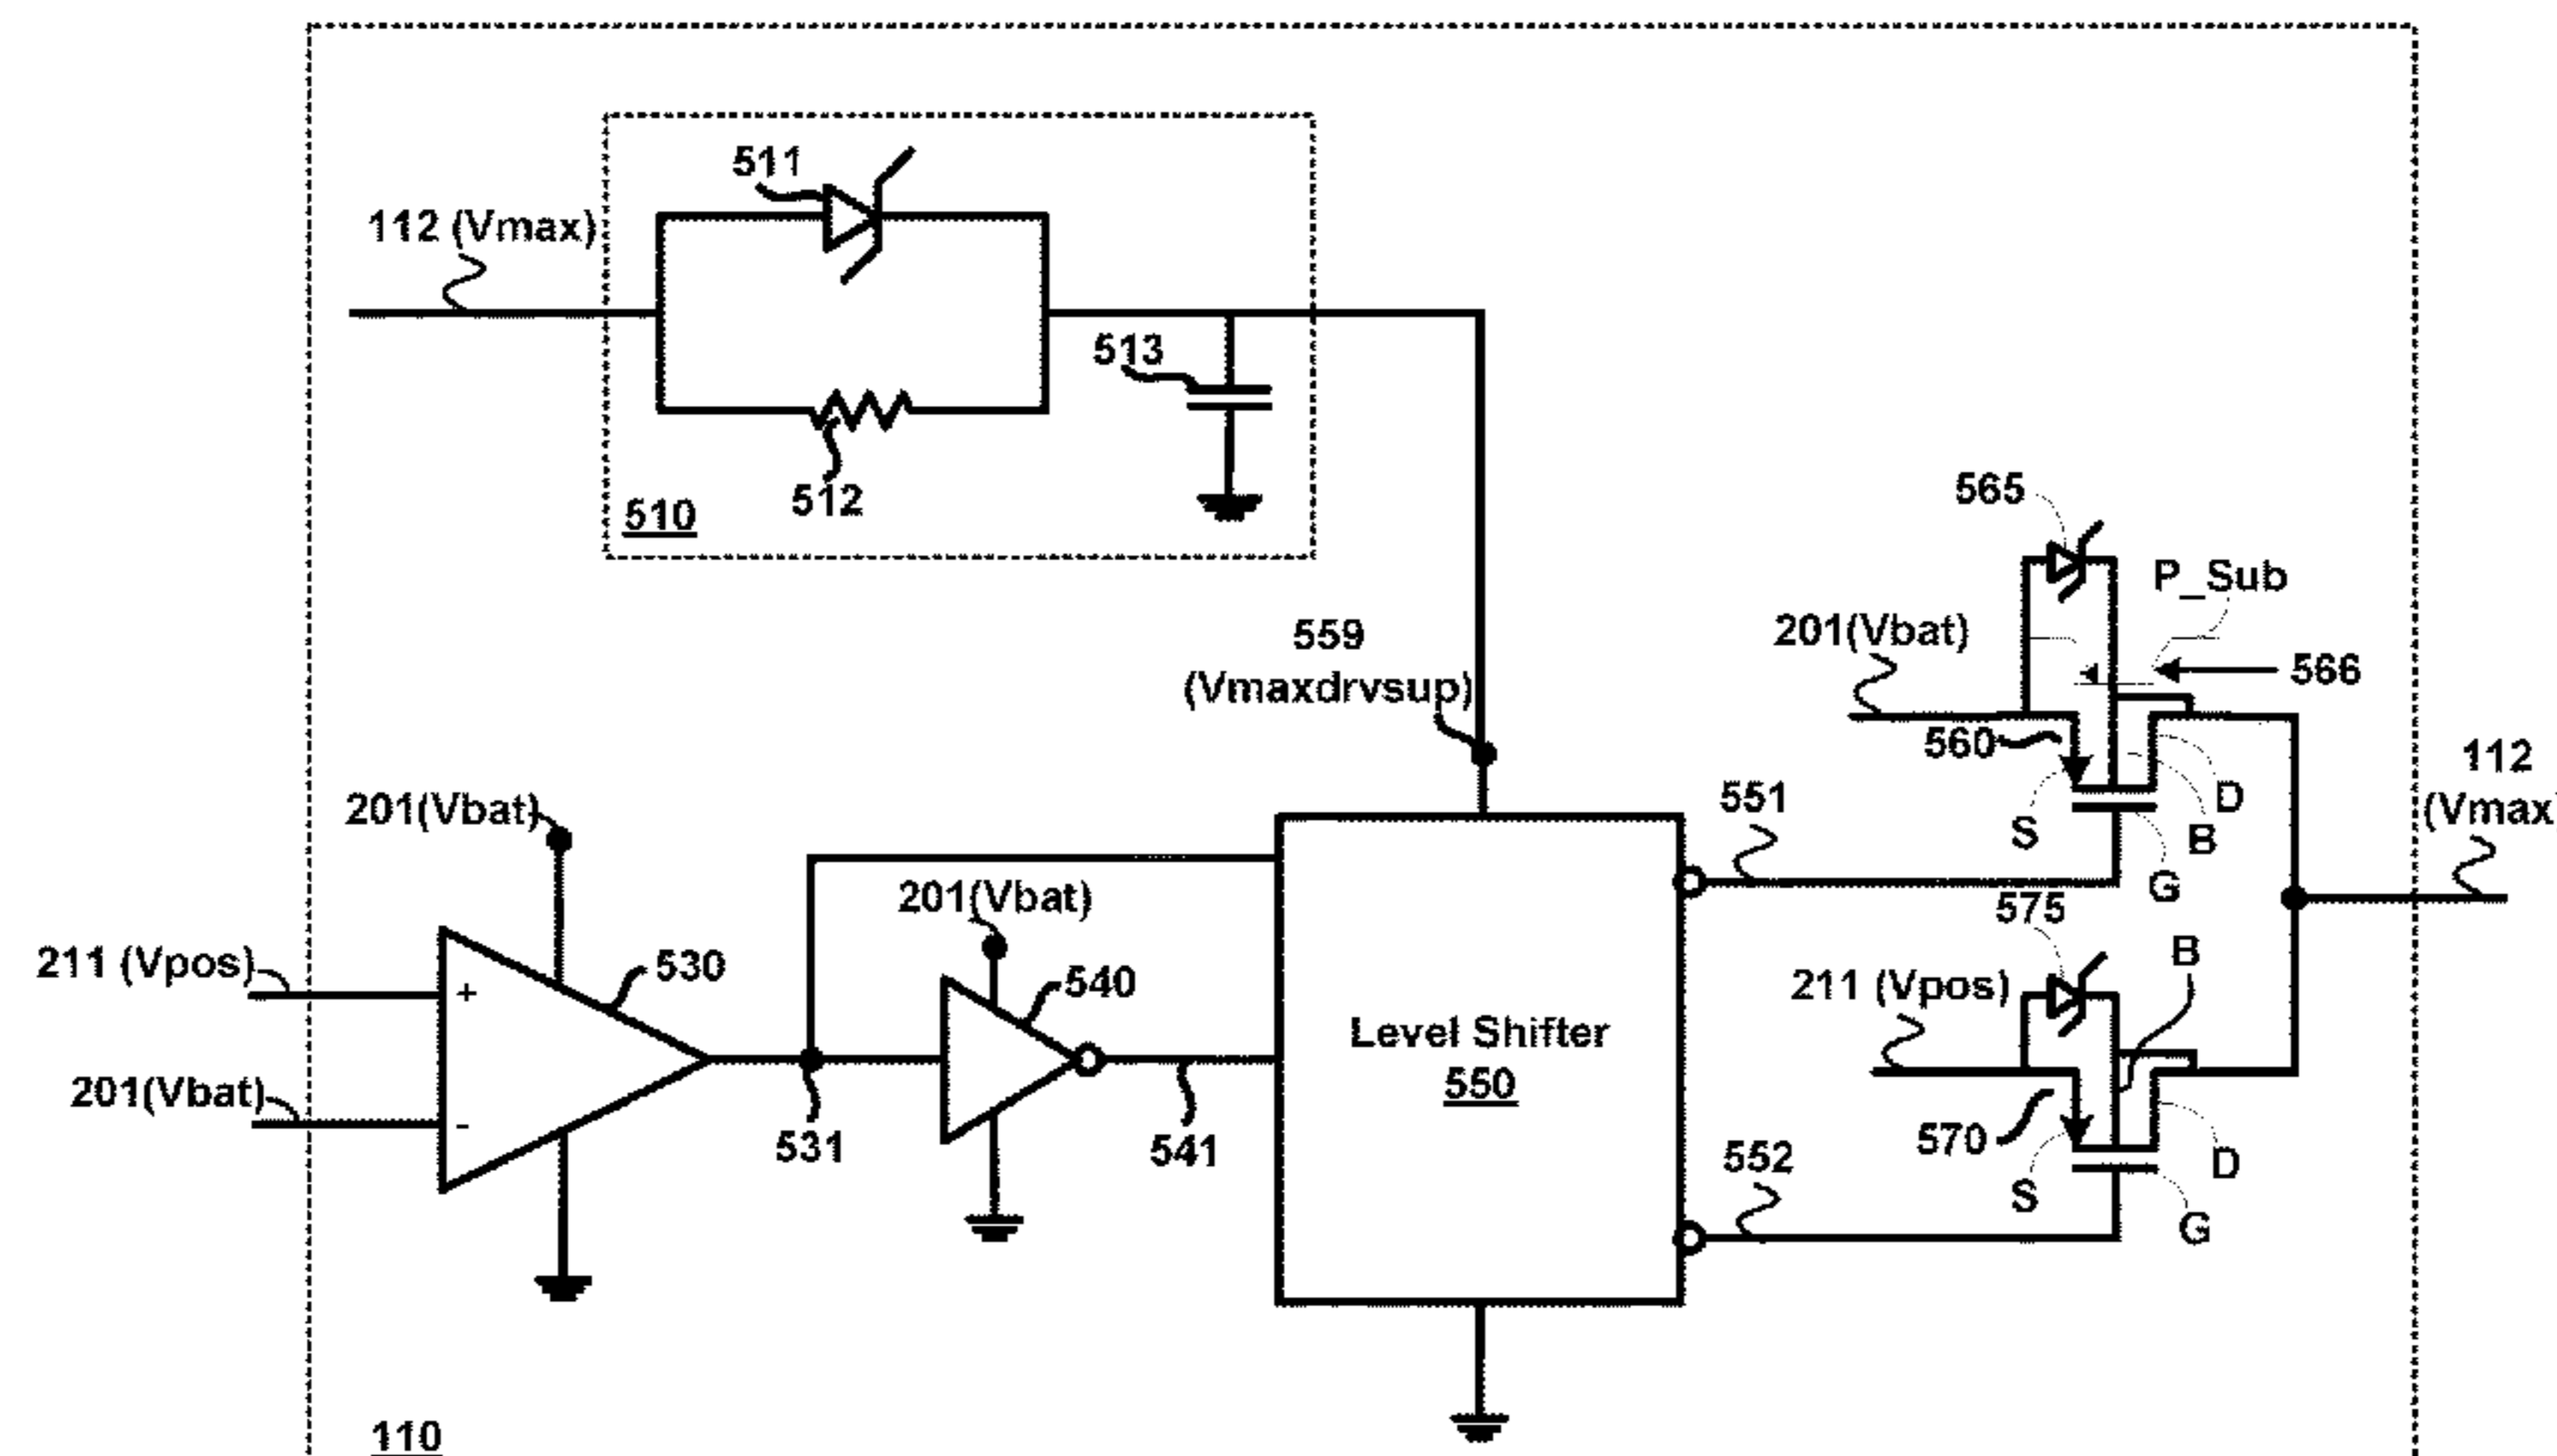 511
112 (Vmax)
513
512
510
565
P_Sub
201(Vbat)
559
(Vmaxdrvsup)
566
560
112
(Vmax
201(Vbat)
551
D
S
B
G
201(Vbat)
575
B
211 (Vpos)
+
530
540
211 (Vpos)
Level Shifter
550
201(Vbat)
-
531
541
570
552
D
S
G
110